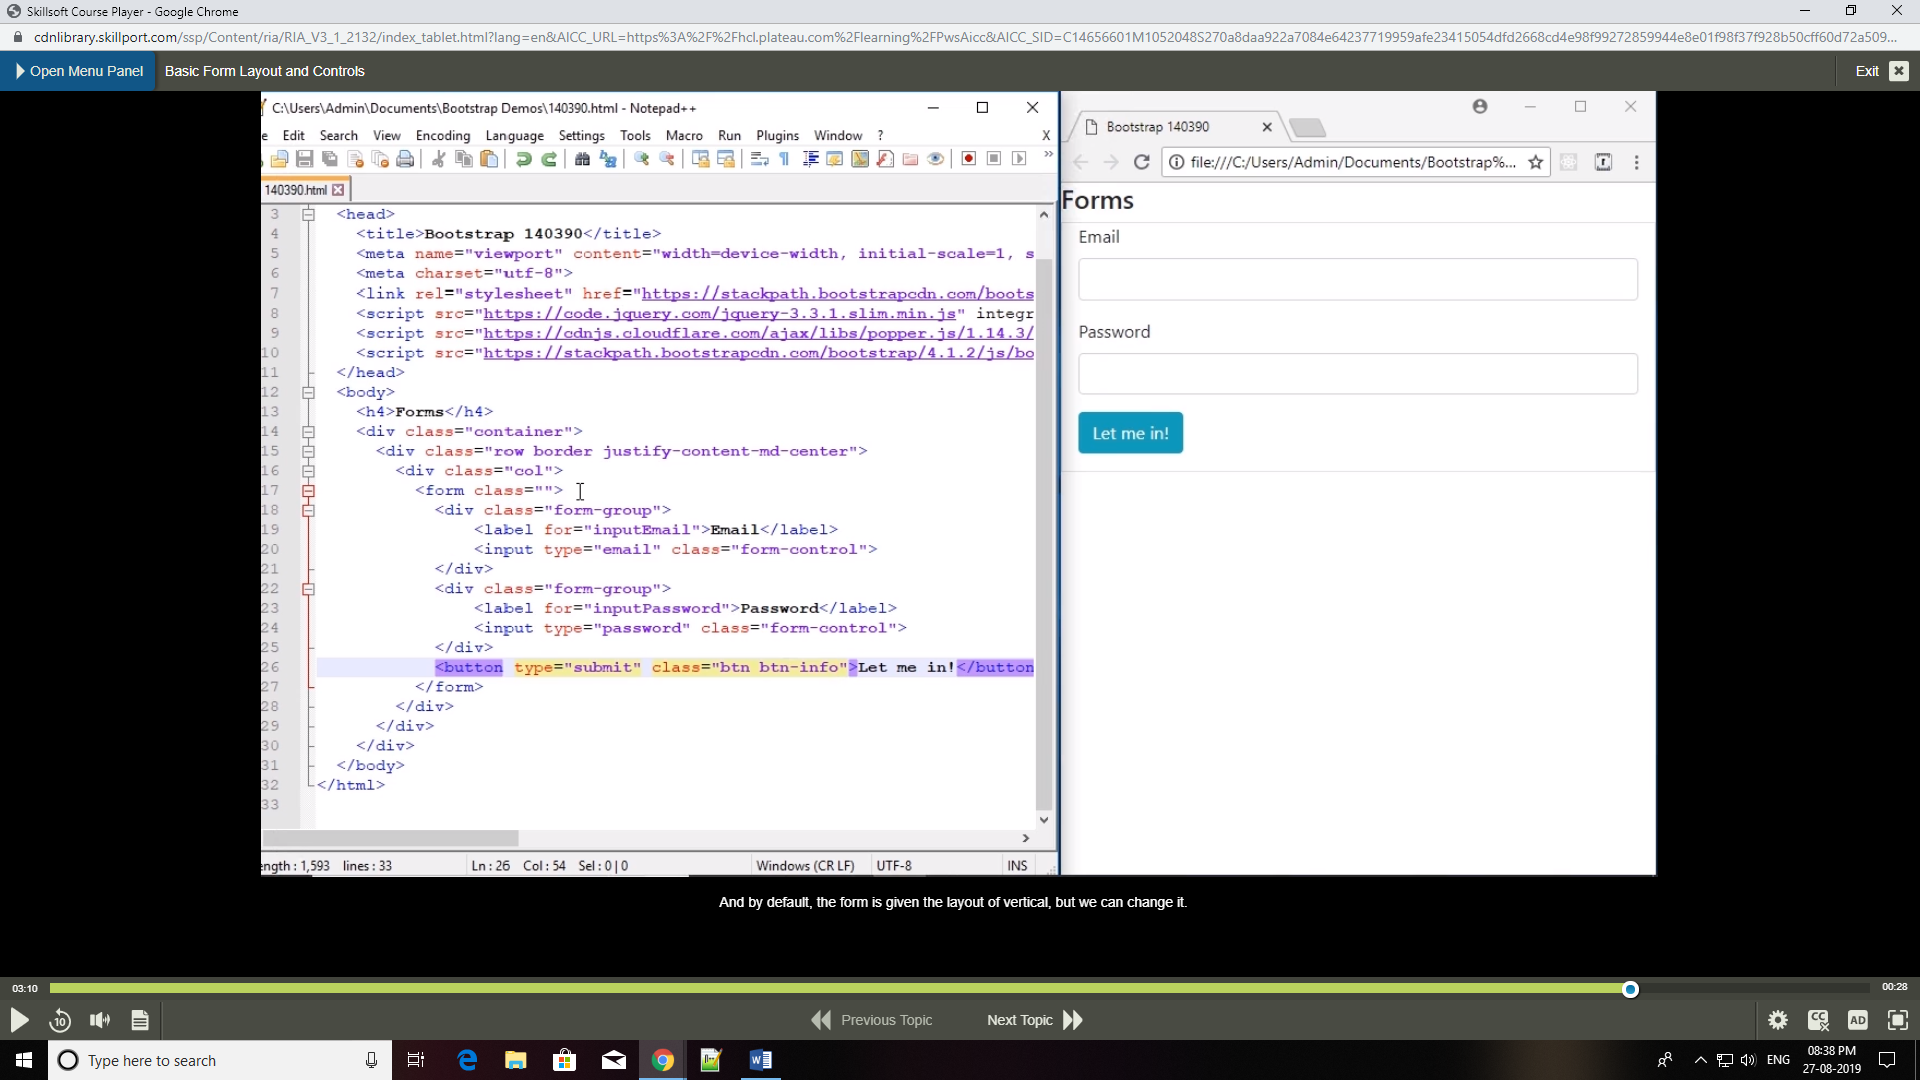 Skillsoft Course Player - Google Chrome
cdnlibrary.skillport.com/ssp/Content/ria/RIA_V3_1_2132/index_tablet.html?lang=en&AICC_URL=https%3A%2F%2Fhcl.plateau.com%2Flearning%2FPwsAicc&AICC_SID=C14656601M1052048S270a8daa922a7084e64237719959afe23415054dfd2668cd4e98f99272859944e8e01f98f37f928b50cff60d72a509...
Open Menu Panel Basic Form Layout and Controls Exit
C:\Users\Admin\Documents\Bootstrap Demos\140390.html - Notepad++
e Edit Search View Encoding Language Settings Tools Macro Run Plugins Window ? X
140390.html
3 <head>
4 <title>Bootstrap 140390</title>
5 <meta name="viewport" content="width=device-width, initial-scale=1, s
6 <meta charset="utf-8">
7 <link rel="stylesheet" href="https://stackpath.bootstrapcdn.com/boots
8 <script src="https://code.jquery.com/jquery-3.3.1.slim.min.js" integr
9 <script src="https://cdnjs.cloudflare.com/ajax/libs/popper.js/1.14.3/
10 <script src="https://stackpath.bootstrapcdn.com/bootstrap/4.1.2/js/bo
11 </head>
12 <body>
13 <h4>Forms</h4>
14 <div class="container">
15 <div class="row border justify-content-md-center">
16 <div class="col">
17 <form class="">
18 <div class="form-group">
19 <label for="inputEmail">Email</label>
20 <input type="email" class="form-control">
21 </div>
22 <div class="form-group">
23 <label for="inputPassword">Password</label>
24 <input type="password" class="form-control">
25 </div>
26 <button type="submit" class="btn btn-info">Let me in!</button
27 </form>
28 </div>
29 </div>
30 </div>
31 </body>
32 </html>
33
ength : 1,593 lines : 33 Ln : 26 Col : 54 Sel : 0 | 0 Windows (CR LF) UTF-8 INS
Bootstrap 140390
file:///C:/Users/Admin/Documents/Bootstrap%...
Forms
Email
Password
Let me in!
And by default, the form is given the layout of vertical, but we can change it.
03:10 00:28
10 Previous Topic Next Topic CC AD
Type here to search ENG 08:38 PM
27-08-2019